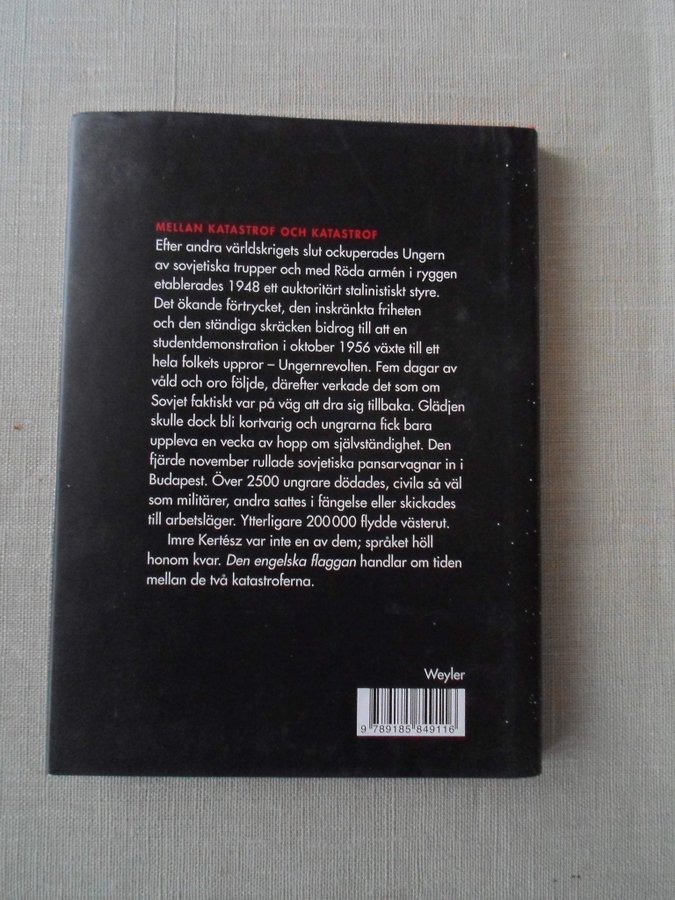 MELLAN KATASTROF OCH KATASTROF
Efter andra världskrigets slut ockuperades Ungern
av sovjetiska trupper och med Röda armén i ryggen
etablerades 1948 ett auktoritärt stalinistiskt styre.
Det ökande förtrycket, den inskränkta friheten
och den ständiga skräcken bidrog till att en
studentdemonstration i oktober 1956 växte till ett
hela folkets uppror – Ungernrevolten. Fem dagar av
våld och oro följde, därefter verkade det som om
Sovjet faktiskt var på väg att dra sig tillbaka. Glädjen
skulle dock bli kortvarig och ungrarna fick bara
uppleva en vecka av hopp om självständighet. Den
fjärde november rullade sovjetiska pansarvagnar in i
Budapest. Över 2500 ungrare dödades, civila så väl
som militärer, andra sattes i fängelse eller skickades
till arbetsläger. Ytterligare 200 000 flydde västerut.
Imre Kertész var inte en av dem; språket höll
honom kvar. Den engelska flaggan handlar om tiden
mellan de två katastroferna.
Weyler
9 789185 849116